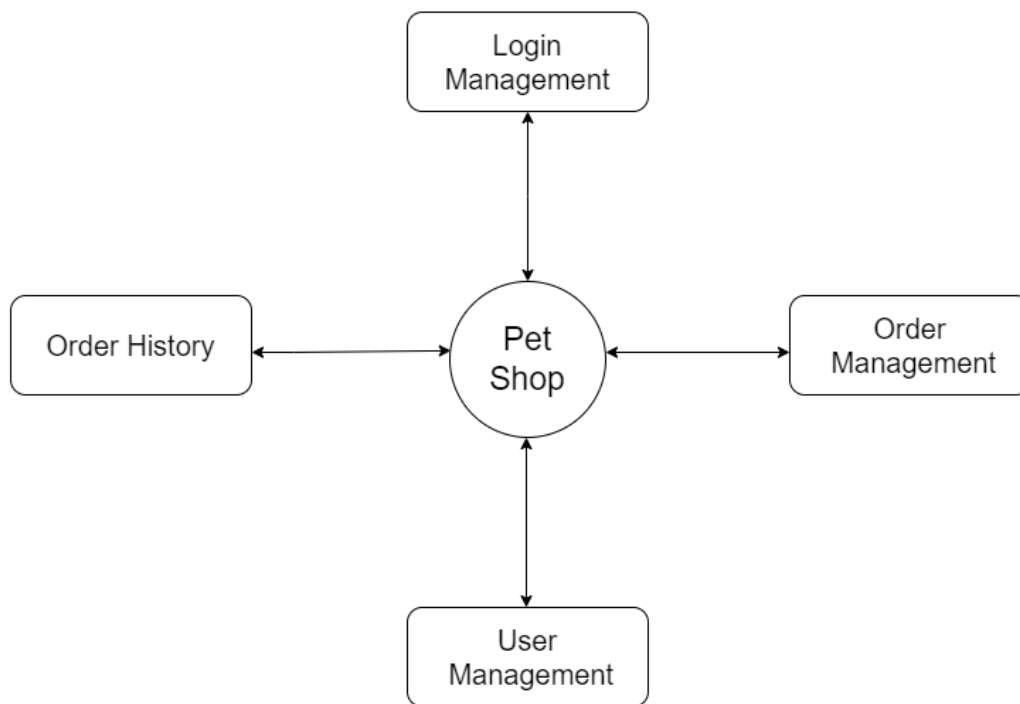 Login
Management
Order History
Pet
Shop
Order
Management
User
Management